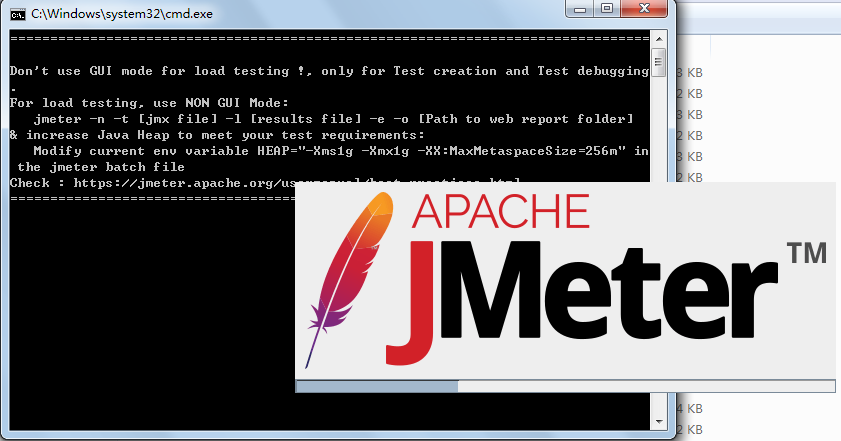 C:\Windows\system32\cmd.exe
================================================================================
Don't use GUI mode for load testing !, only for Test creation and Test debugging
.
For load testing, use NON GUI Mode:
jmeter -n -t [jmx file] -l [results file] -e -o [Path to web report folder]
& increase Java Heap to meet your test requirements:
Modify current env variable HEAP="-Xms1g -Xmx1g -XX:MaxMetaspaceSize=256m" in
the jmeter batch file
Check : https://jmeter.apache.org/usermanual/best-practices.html
====================================
APACHE
JMeter TM
3 KB
2 KB
3 KB
2 KB
3 KB
2 KB
4 KB
2 KB